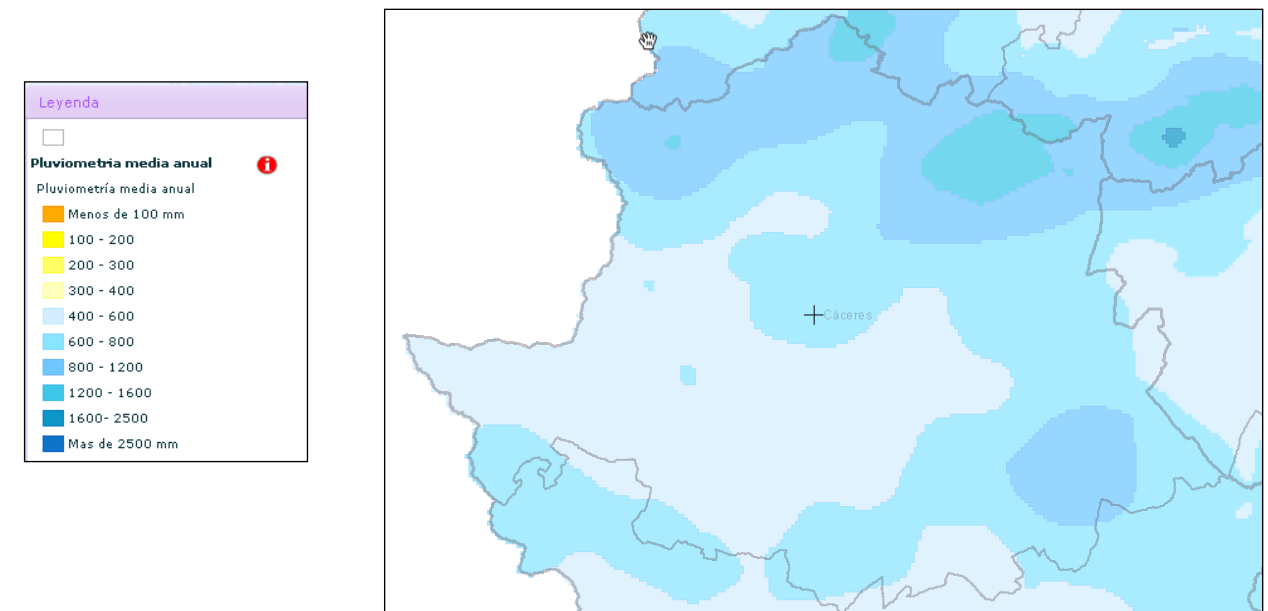 Leyenda
Pluviometria media anual
Pluviometría media anual
Menos de 100 mm
100 - 200
200 - 300
300 - 400
400 - 600
600 - 800
800 - 1200
1200 - 1600
1600- 2500
Mas de 2500 mm
Cáceres